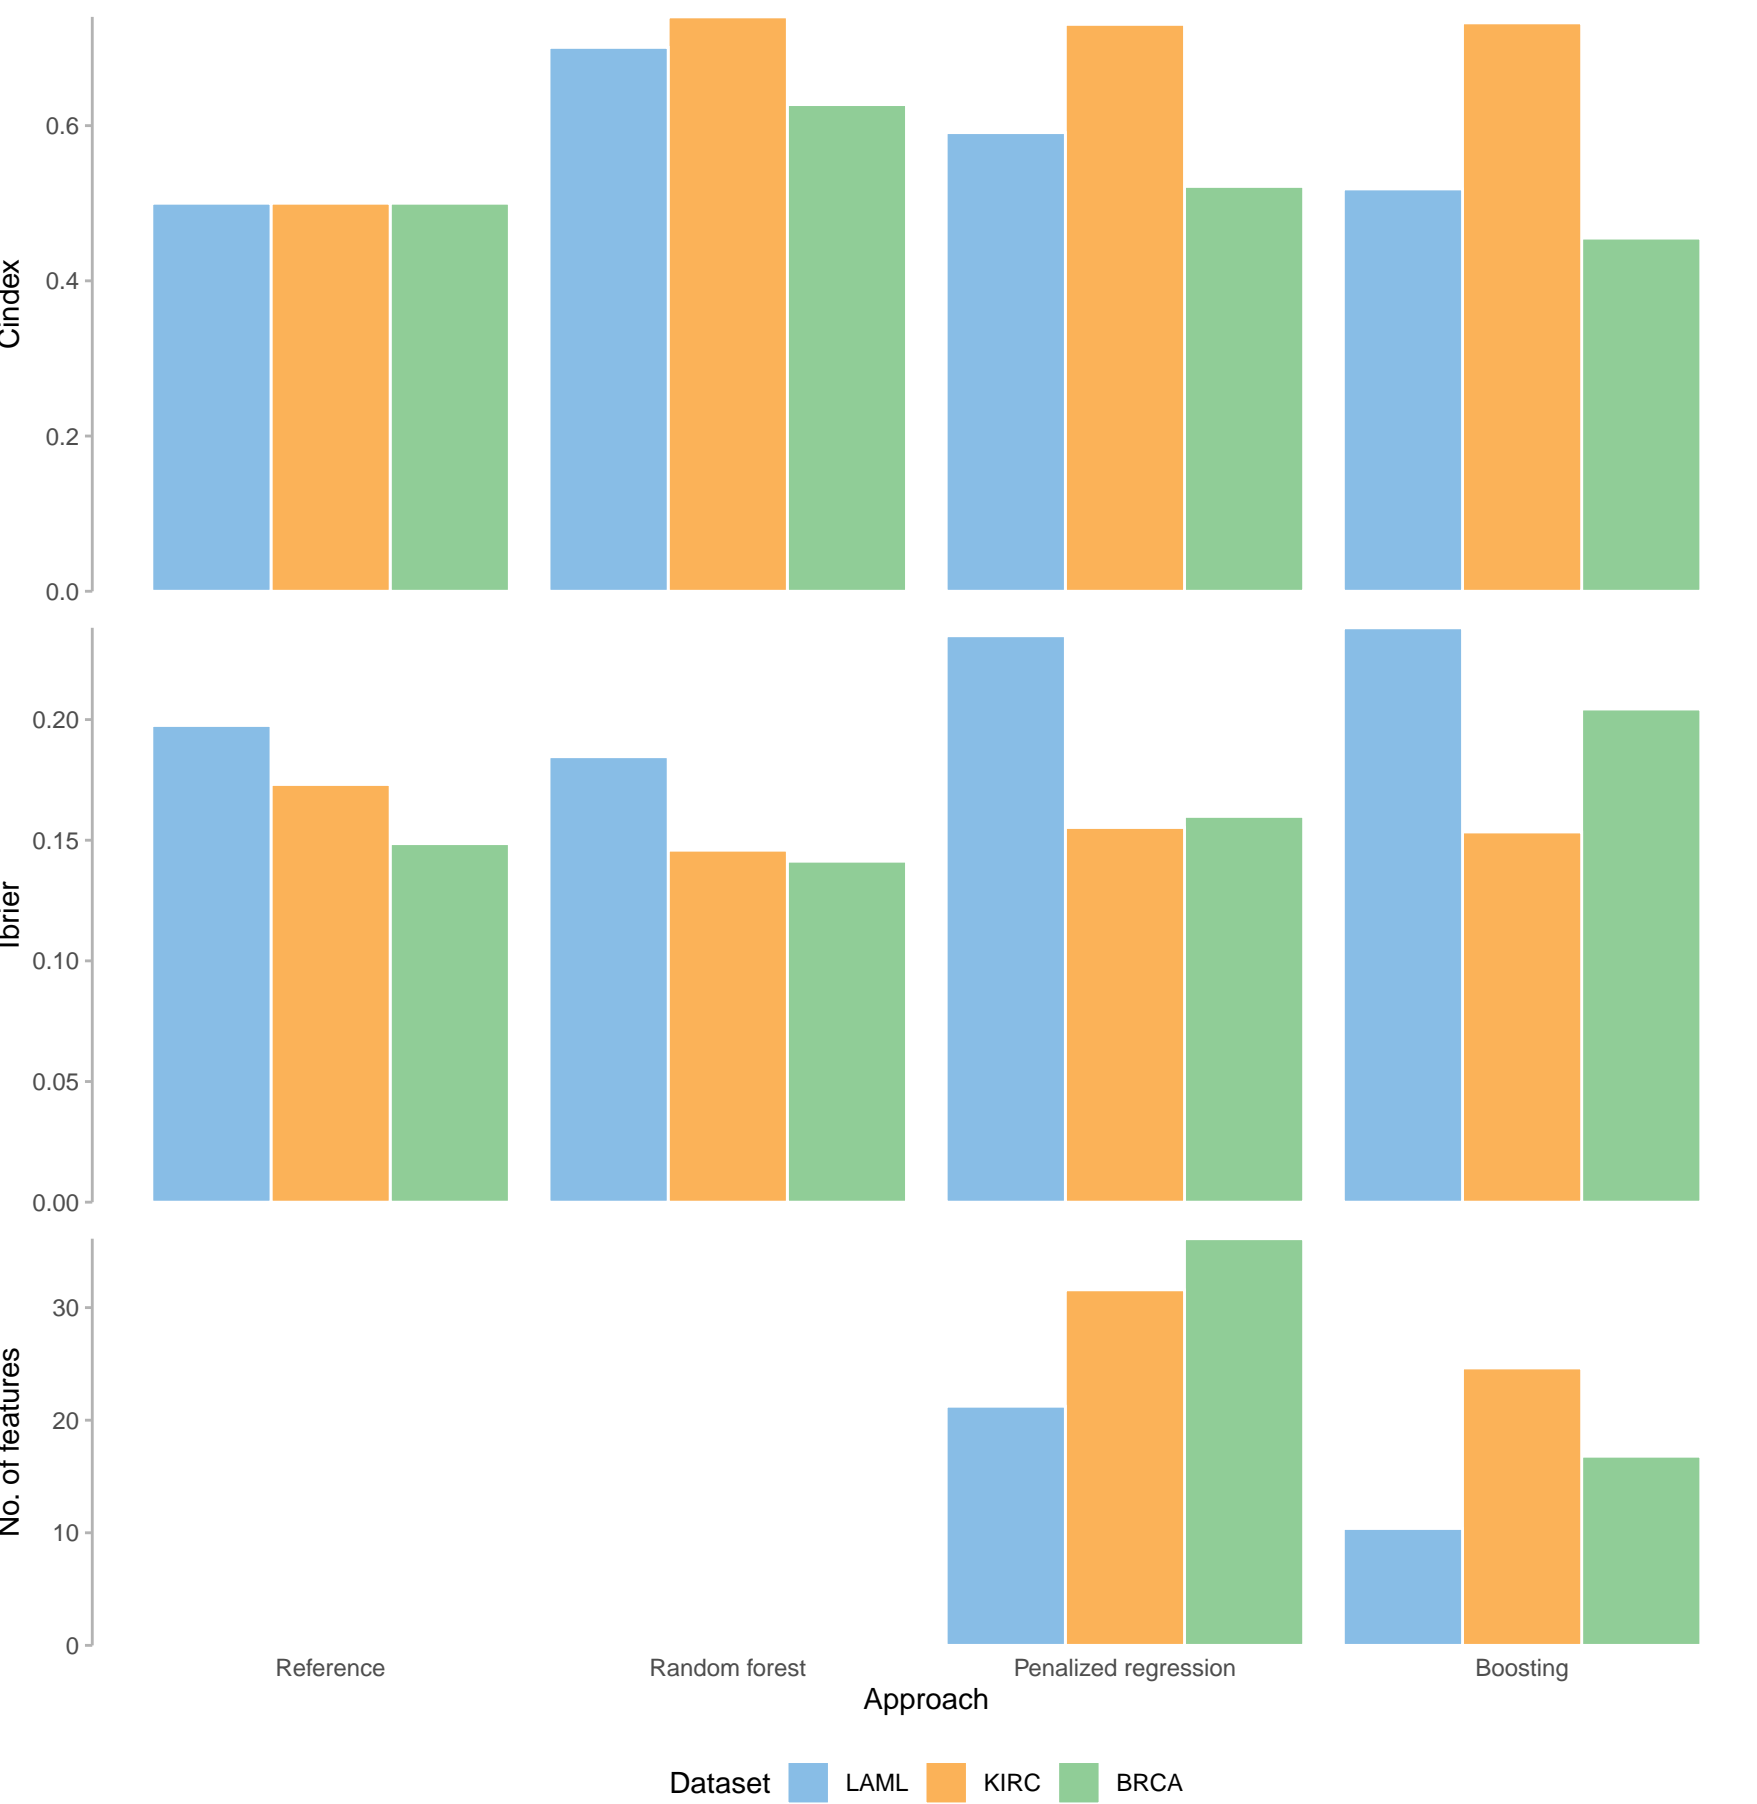 0.6
0.4
0.2
0.0
Cindex
0.20
0.15
0.10
0.05
0.00
Ibrier
30
20
10
0
No. of features
Reference Random forest Penalized regression Boosting
Approach
Dataset LAML KIRC BRCA